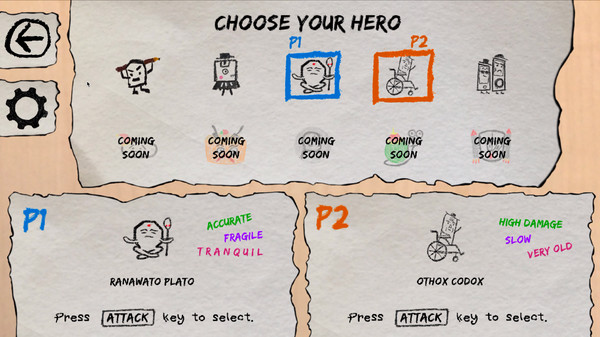 CHOOSE YOUR HERO
P1 P2
COMING SOON COMING SOON COMING SOON COMING SOON COMING SOON
P1
ACCURATE
FRAGILE
TRANQUIL
RANAWATO PLATO
Press ATTACK key to select.
P2
HIGH DAMAGE
SLOW
VERY OLD
OTHOX CODOX
Press ATTACK key to select.